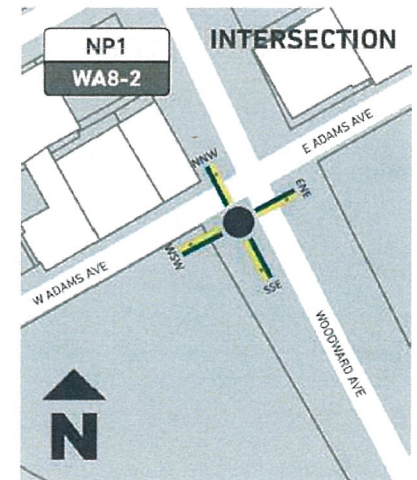 NP1
WA8-2
INTERSECTION
E ADAMS AVE
NNW
ENE
WSW
SSE
W ADAMS AVE
WOODWARD AVE
N